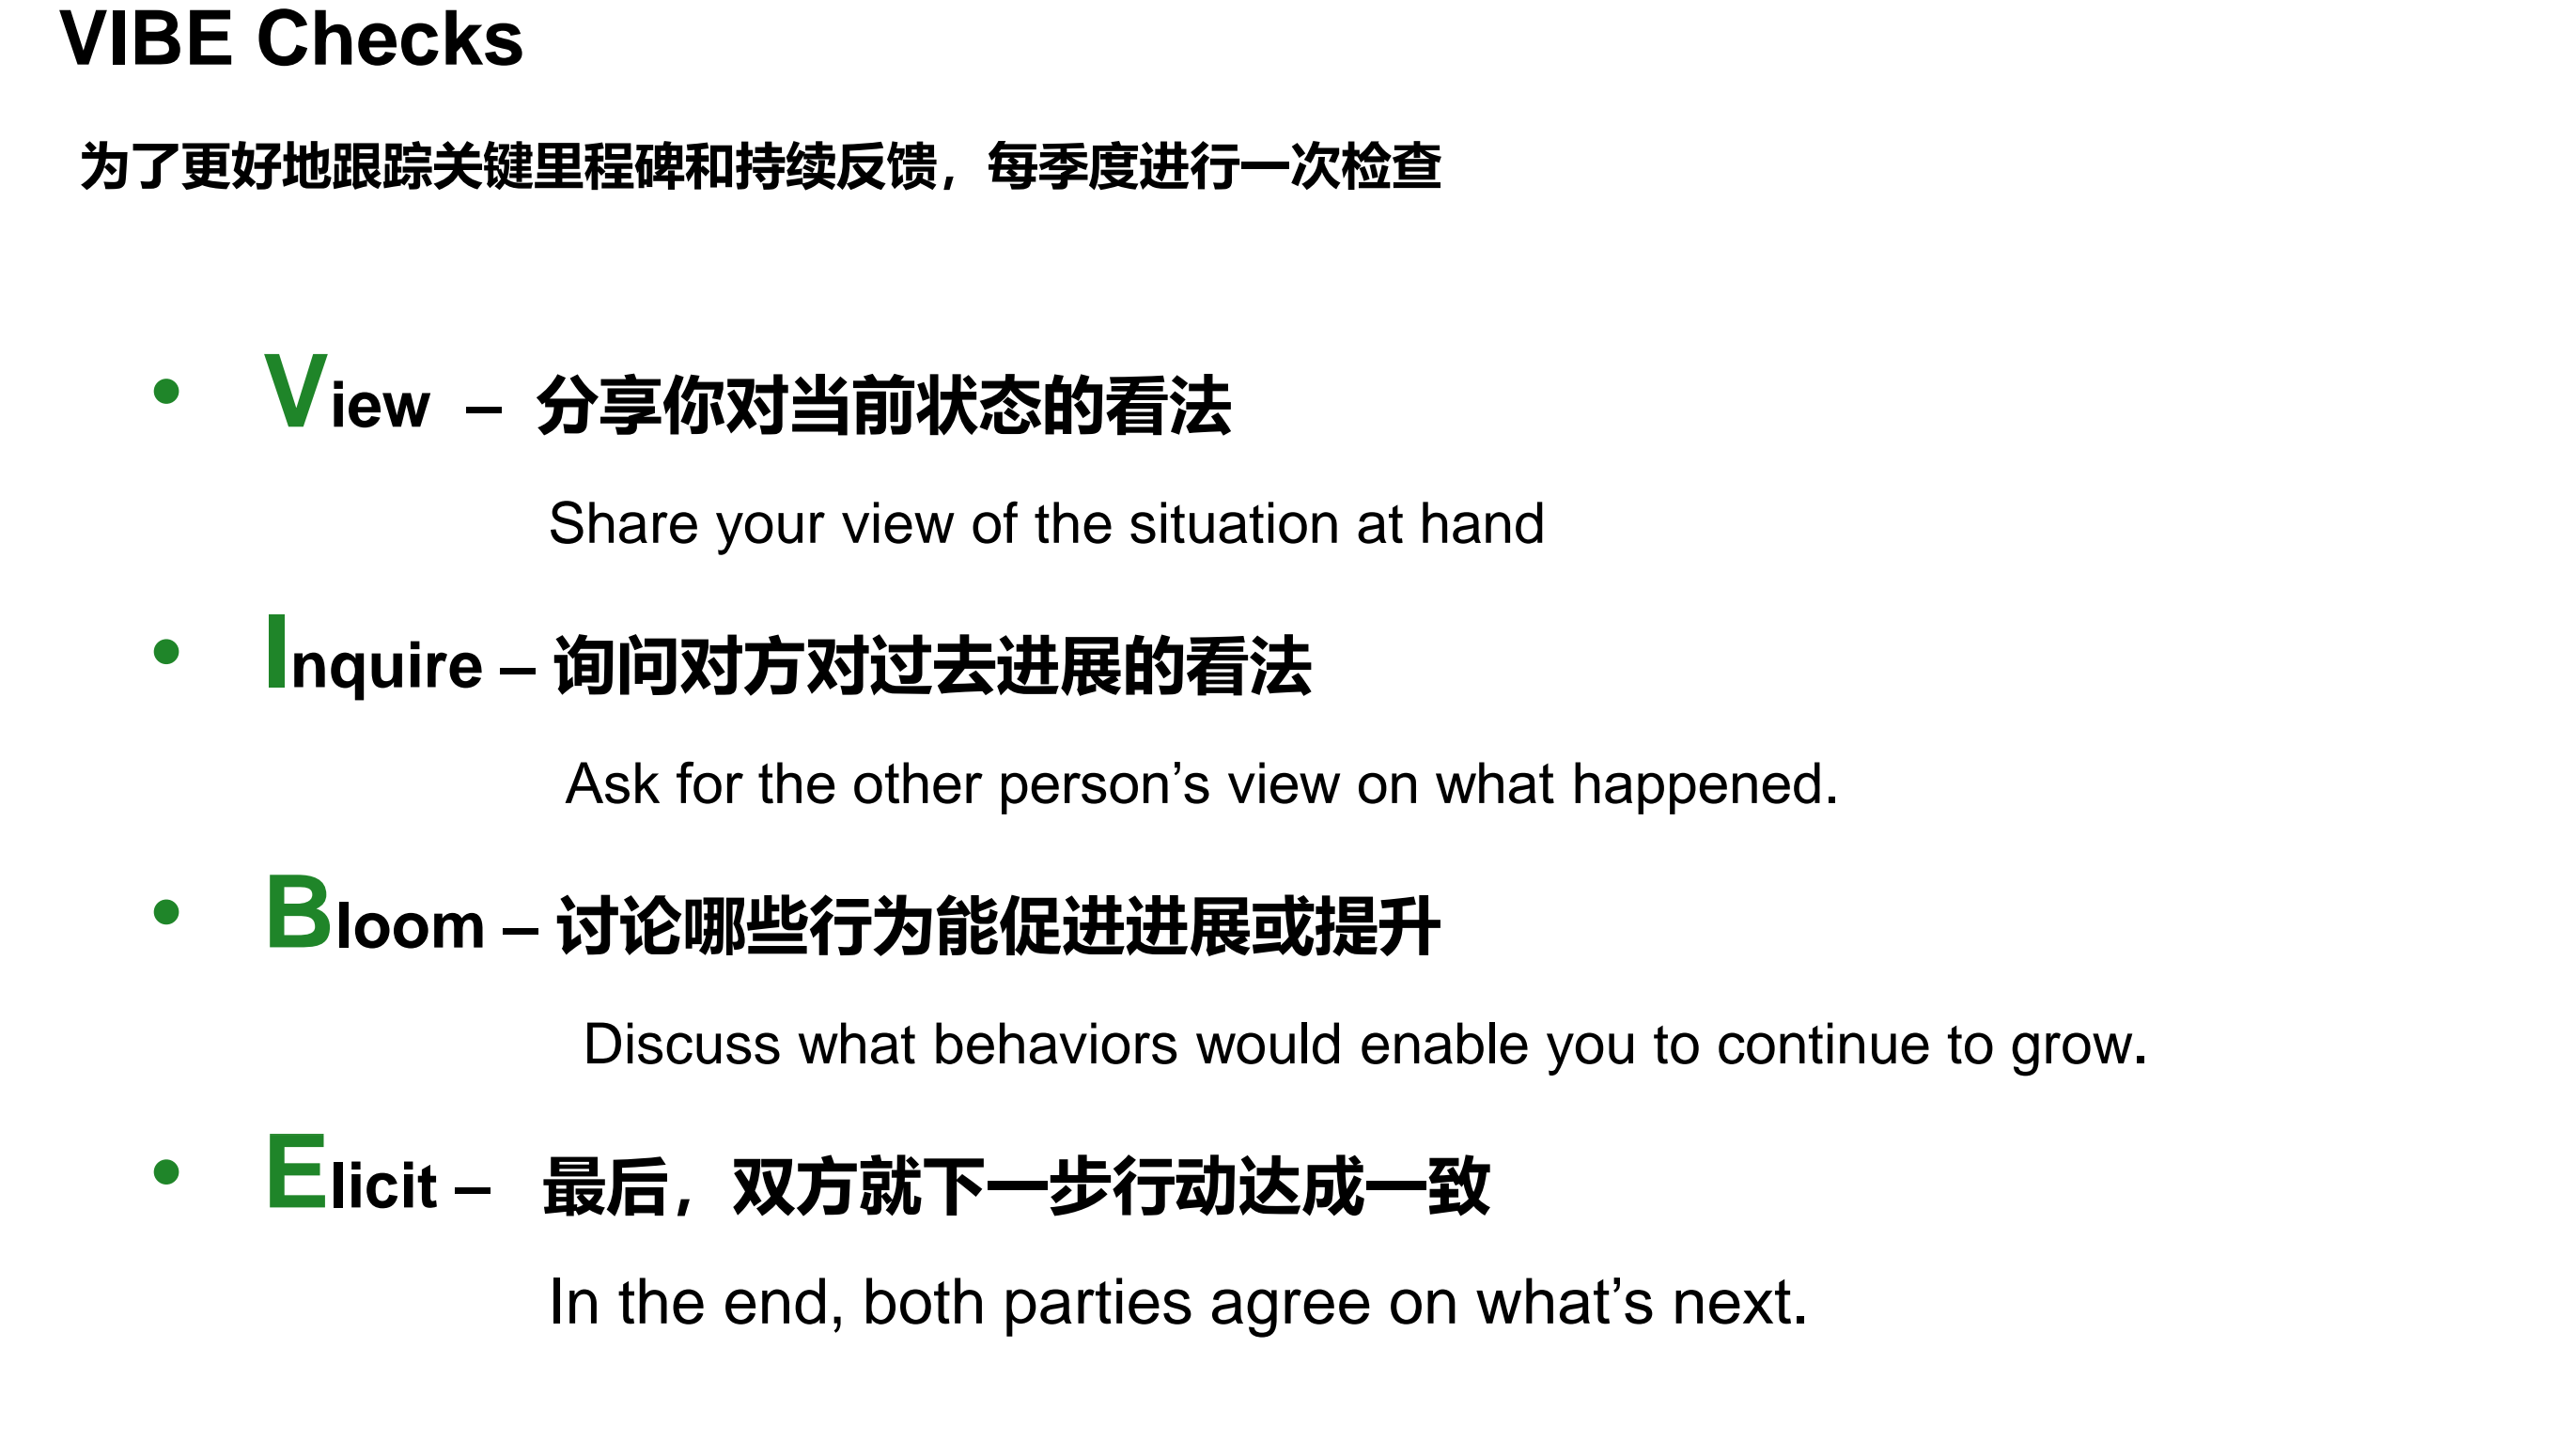 VIBE Checks
为了更好地跟踪关键里程碑和持续反馈，每季度进行一次检查
• View – 分享你对当前状态的看法
Share your view of the situation at hand
• Inquire – 询问对方对过去进展的看法
Ask for the other person’s view on what happened.
• Bloom – 讨论哪些行为能促进进展或提升
Discuss what behaviors would enable you to continue to grow.
• Elicit – 最后，双方就下一步行动达成一致
In the end, both parties agree on what’s next.